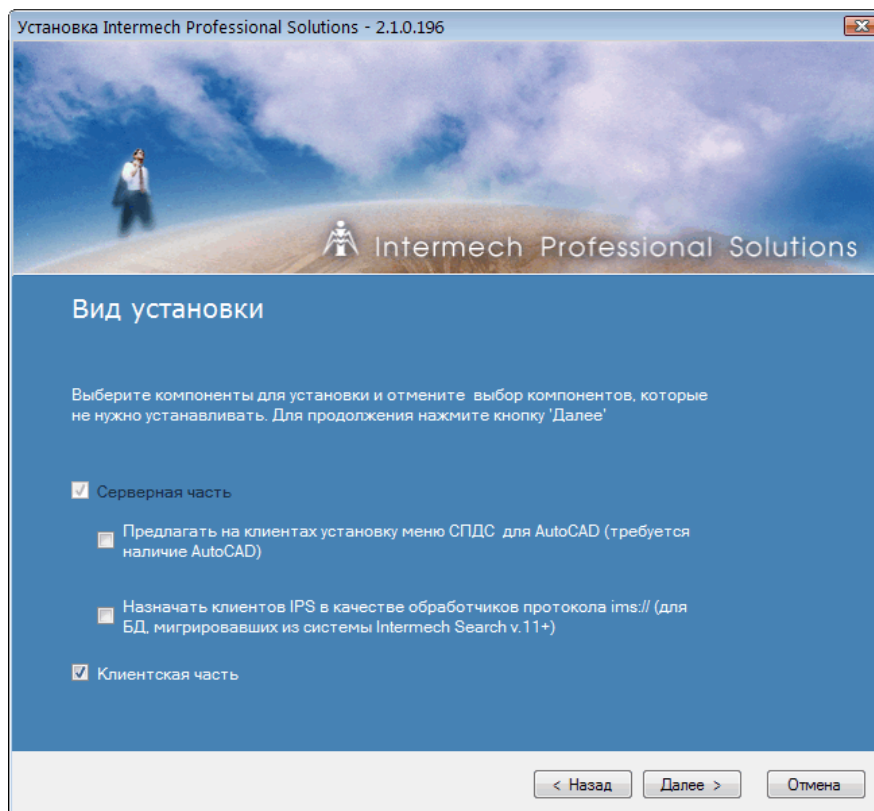 Установка Intermech Professional Solutions - 2.1.0.196
Intermech Professional Solutions
Вид установки
Выберите компоненты для установки и отмените выбор компонентов, которые
не нужно устанавливать. Для продолжения нажмите кнопку 'Далее'
Серверная часть
Предлагать на клиентах установку меню СПДС для AutoCAD (требуется
наличие AutoCAD)
Назначать клиентов IPS в качестве обработчиков протокола ims:// (для
БД, мигрировавших из системы Intermech Search v.11+)
Клиентская часть
< Назад
Далее >
Отмена